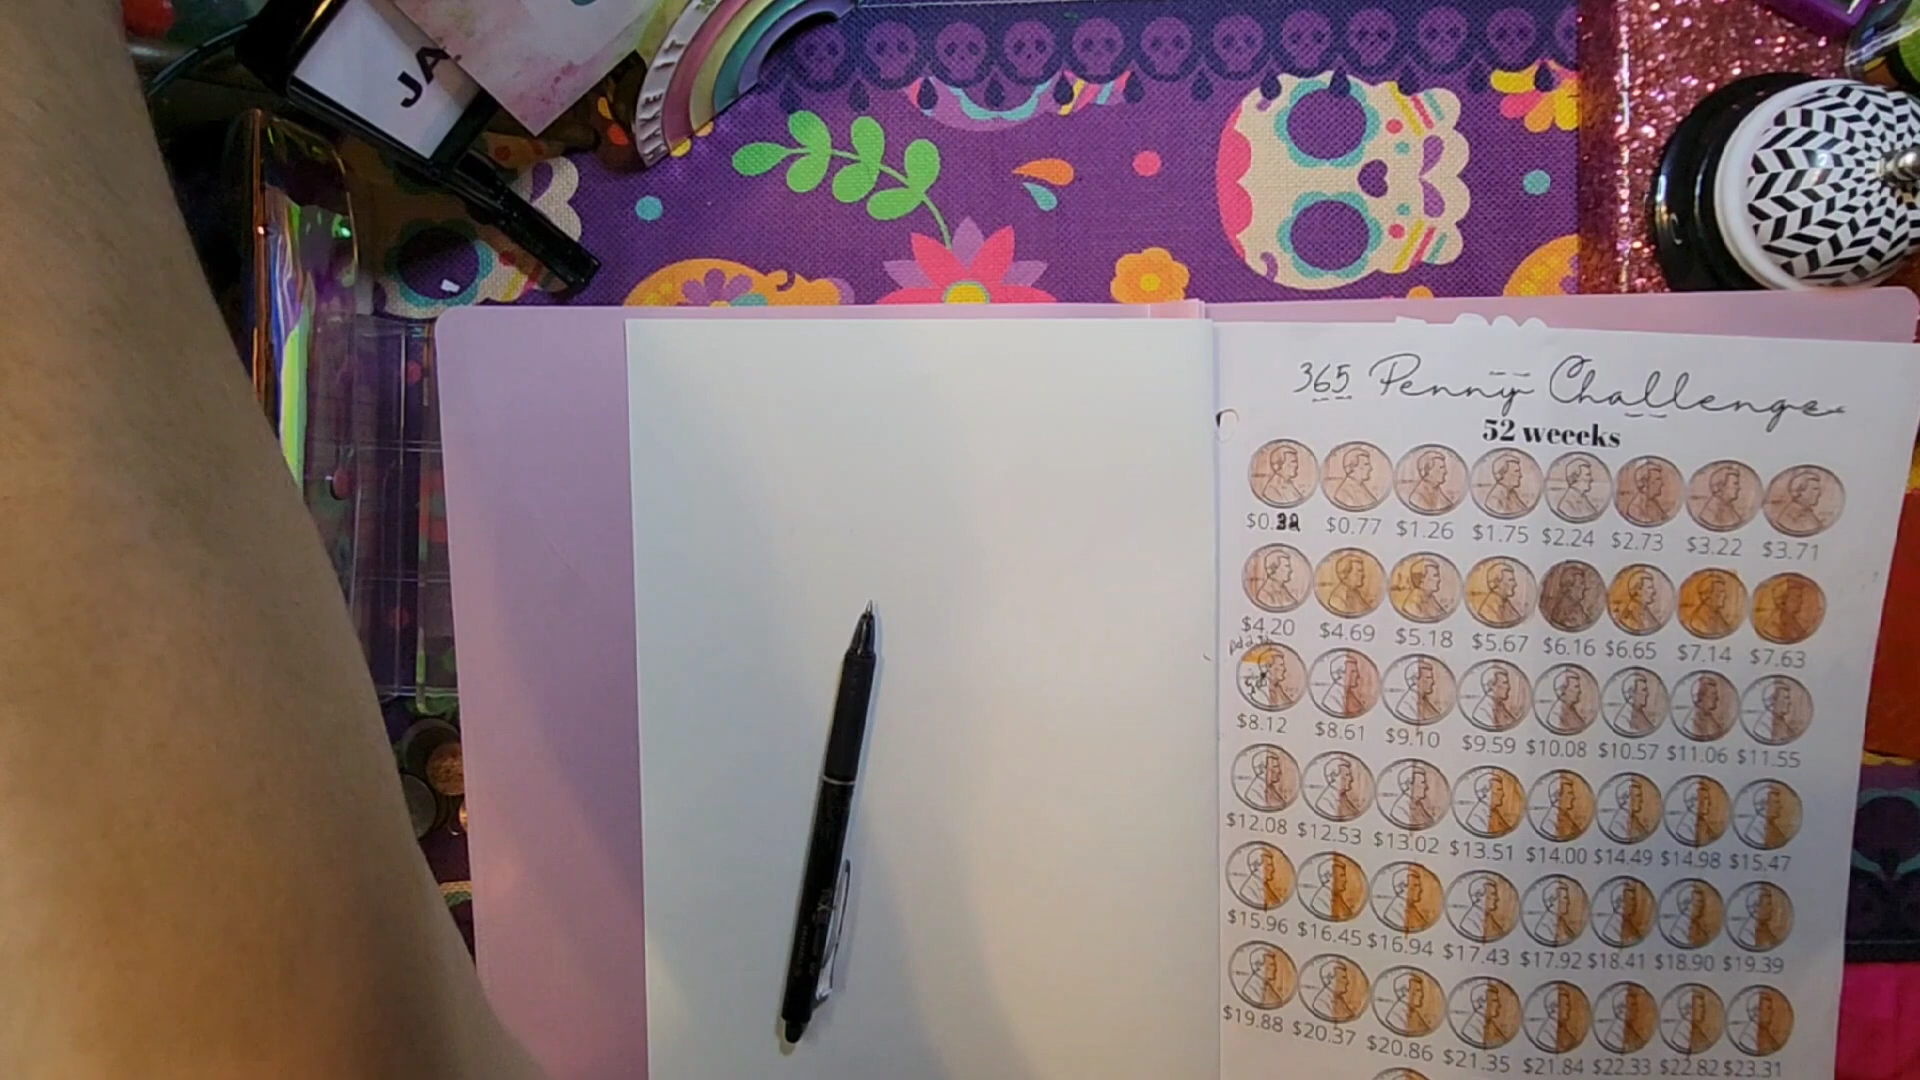 JA
365 Penny Challenge
52 weeeks
$0.32 $0.77 $1.26 $1.75 $2.24 $2.73 $3.22 $3.71
$4.20 $4.69 $5.18 $5.67 $6.16 $6.65 $7.14 $7.63
$8.12 $8.61 $9.10 $9.59 $10.08 $10.57 $11.06 $11.55
$12.08 $12.53 $13.02 $13.51 $14.00 $14.49 $14.98 $15.47
$15.96 $16.45 $16.94 $17.43 $17.92 $18.41 $18.90 $19.39
$19.88 $20.37 $20.86 $21.35 $21.84 $22.33 $22.82 $23.31